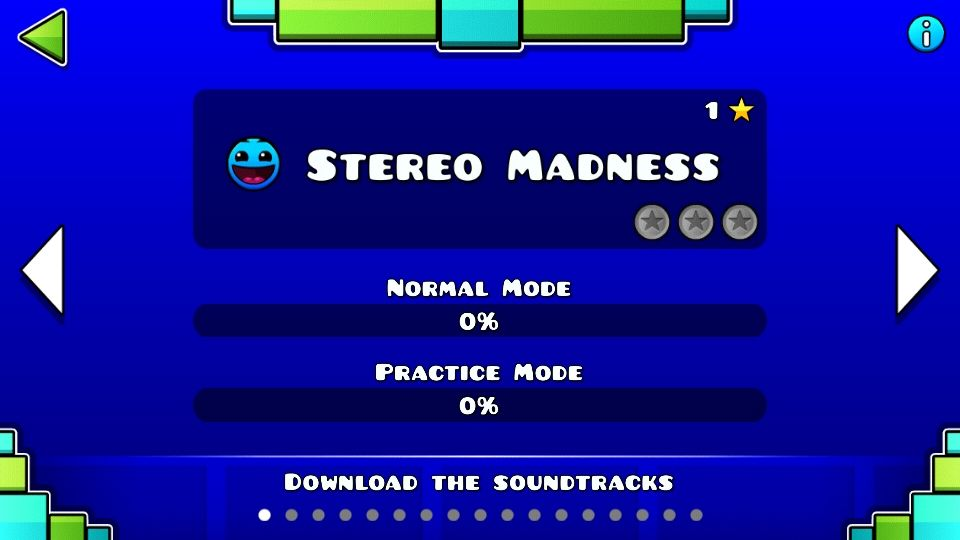 1
Stereo Madness
Normal Mode
0%
Practice Mode
0%
Download the soundtracks